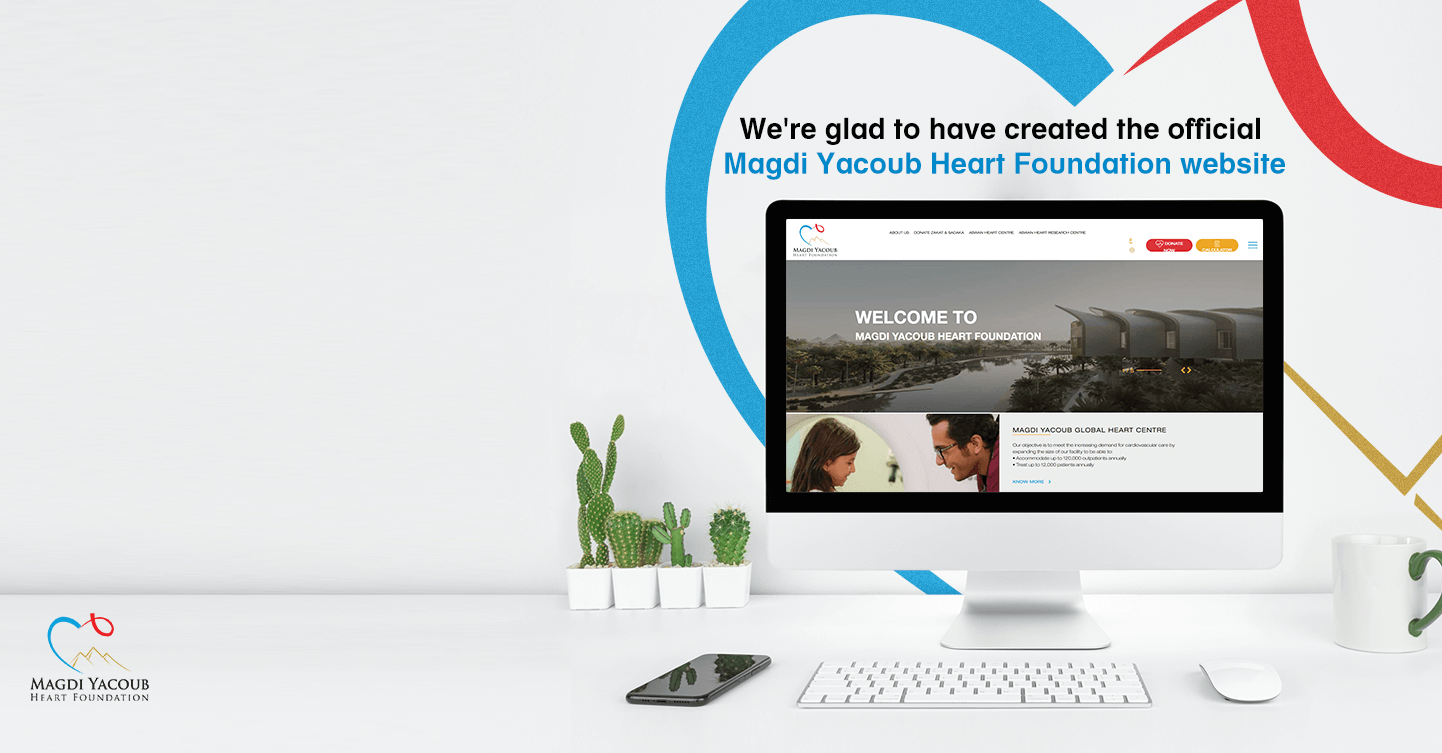 We're glad to have created the official
Magdi Yacoub Heart Foundation website
MAGDI YACOUB
HEART FOUNDATION
ABOUT US DONATE ZAKAT & SADAKA ASWAN HEART CENTRE ASWAN HEART RESEARCH CENTRE
DONATE
NOW
CALCULATOR
WELCOME TO
MAGDI YACOUB HEART FOUNDATION
MAGDI YACOUB GLOBAL HEART CENTRE
Our objective is to meet the increasing demand for cardiovascular care by
expanding the size of our facility to be able to:
• Accommodate up to 120,000 outpatients annually
• Treat up to 12,000 patients annually
KNOW MORE >
MAGDI YACOUB
HEART FOUNDATION